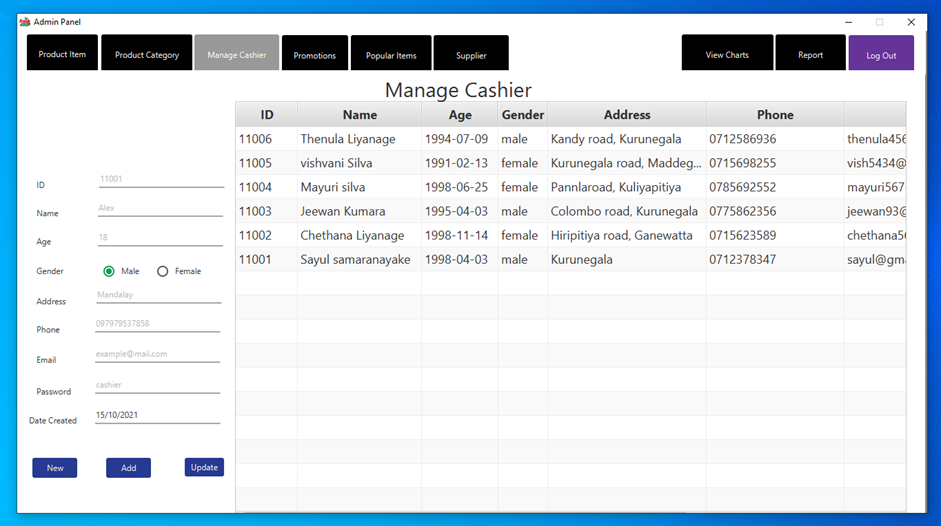 Admin Panel
Product Item Product Category Manage Cashier Promotions Popular Items Supplier View Charts Report Log Out
Manage Cashier
ID Name Age Gender Address Phone
11006 Thenula Liyanage 1994-07-09 male Kandy road, Kurunegala 0712586936 thenula456
11005 vishvani Silva 1991-02-13 female Kurunegala road, Maddeg... 0715698255 vish5434@
11004 Mayuri silva 1998-06-25 female Pannlaroad, Kuliyapitiya 0785692552 mayuri567
11003 Jeewan Kumara 1995-04-03 male Colombo road, Kurunegala 0775862356 jeewan93@
11002 Chethana Liyanage 1998-11-14 female Hiripitiya road, Ganewatta 0715623589 chethana56
11001 Sayul samaranayake 1998-04-03 male Kurunegala 0712378347 sayul@gma
ID 11001
Name Alex
Age 18
Gender Male Female
Address Mandalay
Phone 097979537858
Email example@mail.com
Password cashier
Date Created 15/10/2021
New Add Update